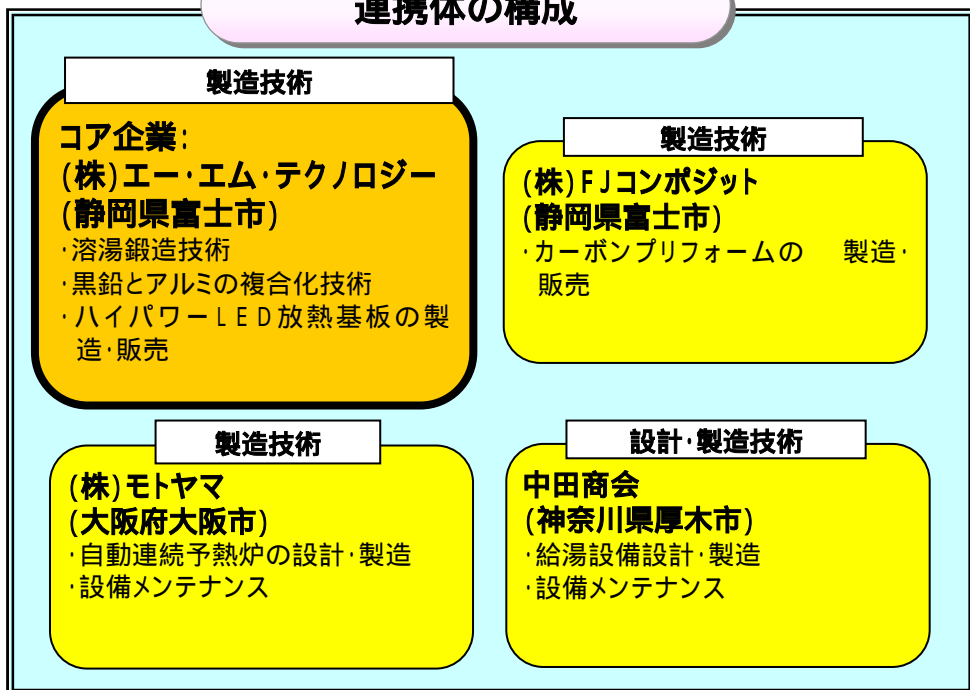 連携体の構成
製造技術
コア企業:
(株)エー・エム・テクノロジー
(静岡県富士市)
・溶湯鍛造技術
・黒鉛とアルミの複合化技術
・ハイパワーLED放熱基板の製
造・販売
製造技術
(株)FJコンポジット
(静岡県富士市)
・カーボンプリフォームの 製造・
販売
製造技術
(株)モトヤマ
(大阪府大阪市)
・自動連続予熱炉の設計・製造
・設備メンテナンス
設計・製造技術
中田商会
(神奈川県厚木市)
・給湯設備設計・製造
・設備メンテナンス